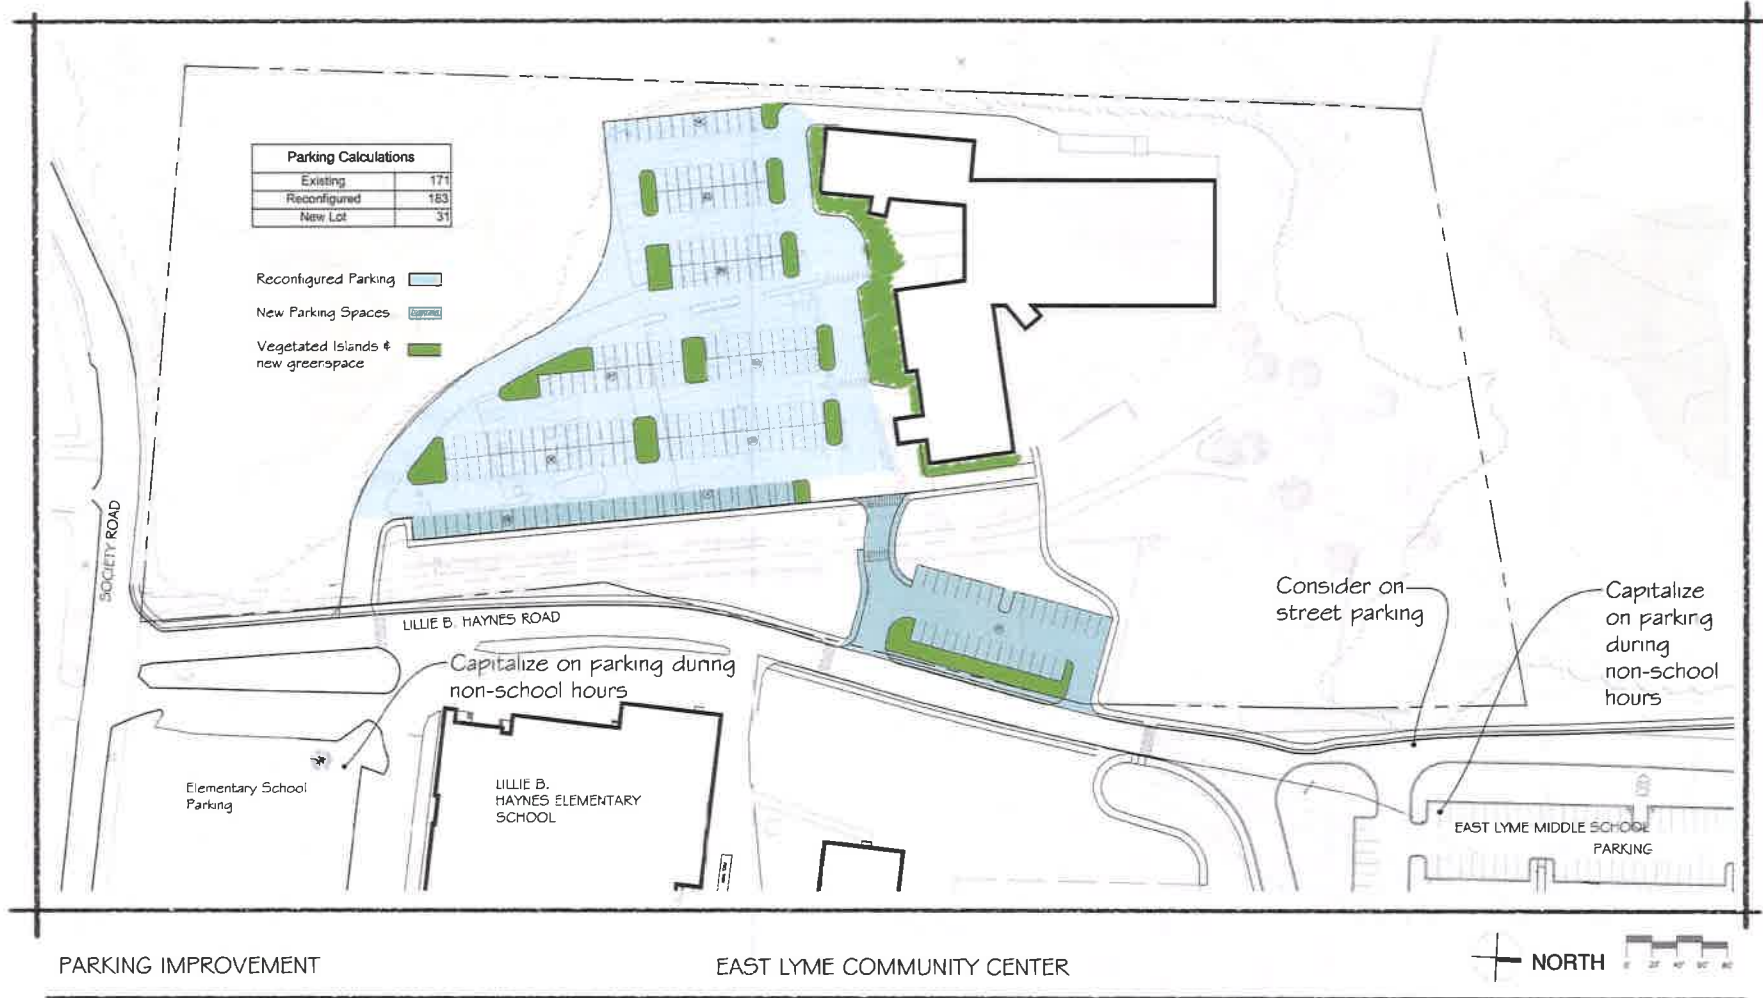 Parking Calculations
Existing 171
Reconfigured 183
New Lot 31
Reconfigured Parking
New Parking Spaces
Vegetated Islands &
new greenspace
SOCIETY ROAD
LILLIE B. HAYNES ROAD
Capitalize on parking during
non-school hours
Consider on
street parking
Capitalize
on parking
during
non-school
hours
Elementary School
Parking
LILLIE B.
HAYNES ELEMENTARY
SCHOOL
EAST LYME MIDDLE SCHOOL
PARKING
PARKING IMPROVEMENT
EAST LYME COMMUNITY CENTER
NORTH